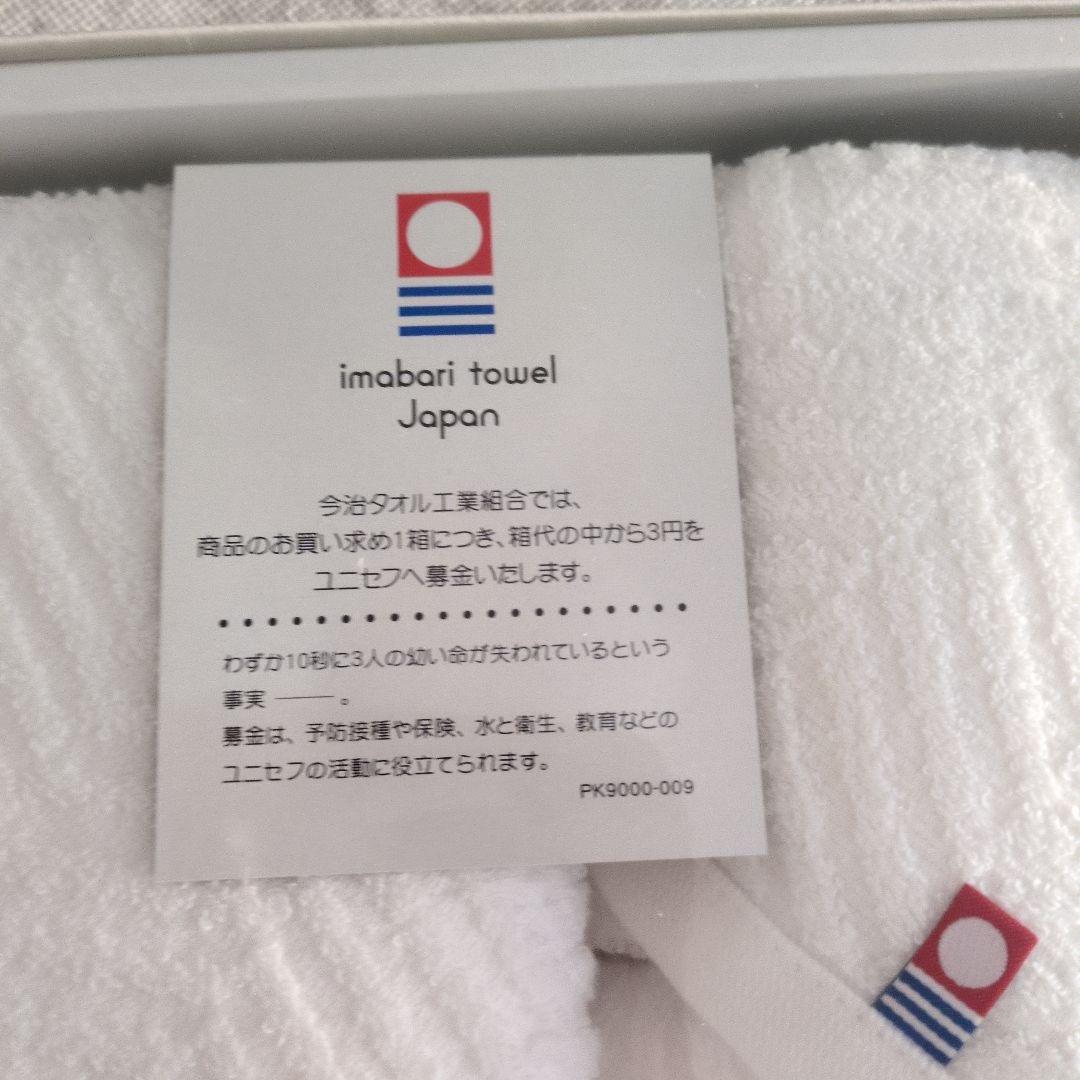 imabari towel
Japan
今治タオル工業組合では、
商品のお買い求め1箱につき、箱代の中から3円を
ユニセフへ募金いたします。
わずか10秒に3人の幼い命が失われているという
事実 ―― 。
募金は、予防接種や保険、水と衛生、教育などの
ユニセフの活動に役立てられます。
PK9000-009